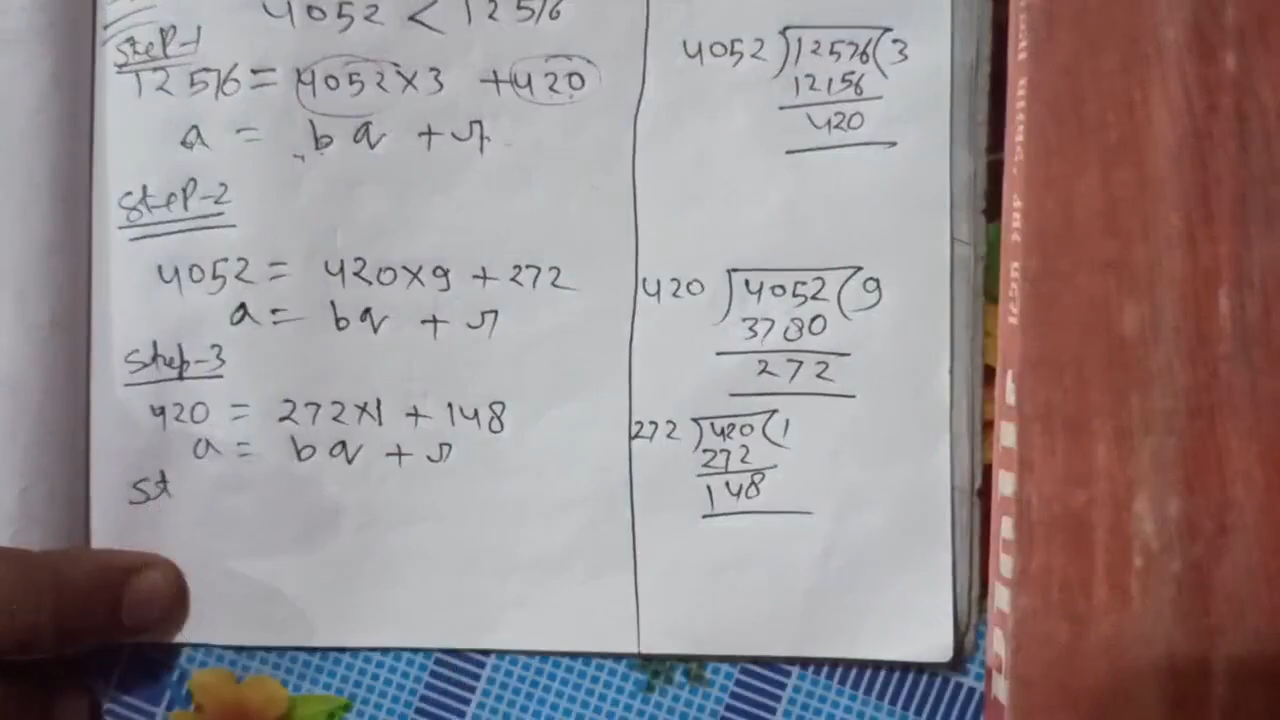 4052 < 12576
Step-1
12576 = 4052×3 +420
a = bq + r
Step-2
4052 = 420×9 + 272
a = bq + r
Step-3
420 = 272×1 + 148
a = bq + r
St
4052 ) 12576 ( 3
12156
420
420 ) 4052 ( 9
3780
272
272 ) 420 ( 1
272
148